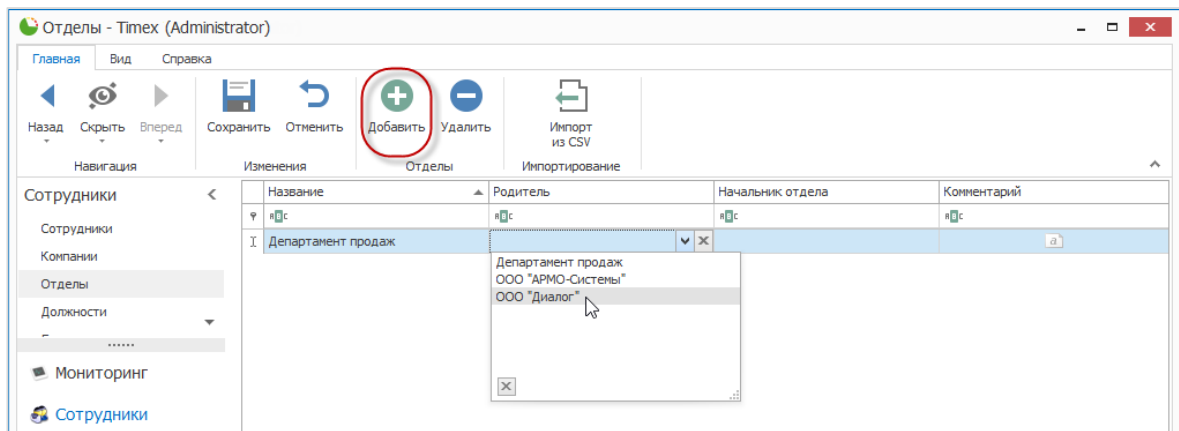 Отделы - Timex (Administrator)
Главная Вид Справка
Назад Скрыть Вперед Сохранить Отменить Добавить Удалить Импорт из CSV
Навигация Изменения Отделы Импортирование
Сотрудники
Сотрудники
Компании
Отделы
Должности
Мониторинг
Сотрудники
Название Родитель Начальник отдела Комментарий
Департамент продаж
Департамент продаж
ООО "АРМО-Системы"
ООО "Диалог"